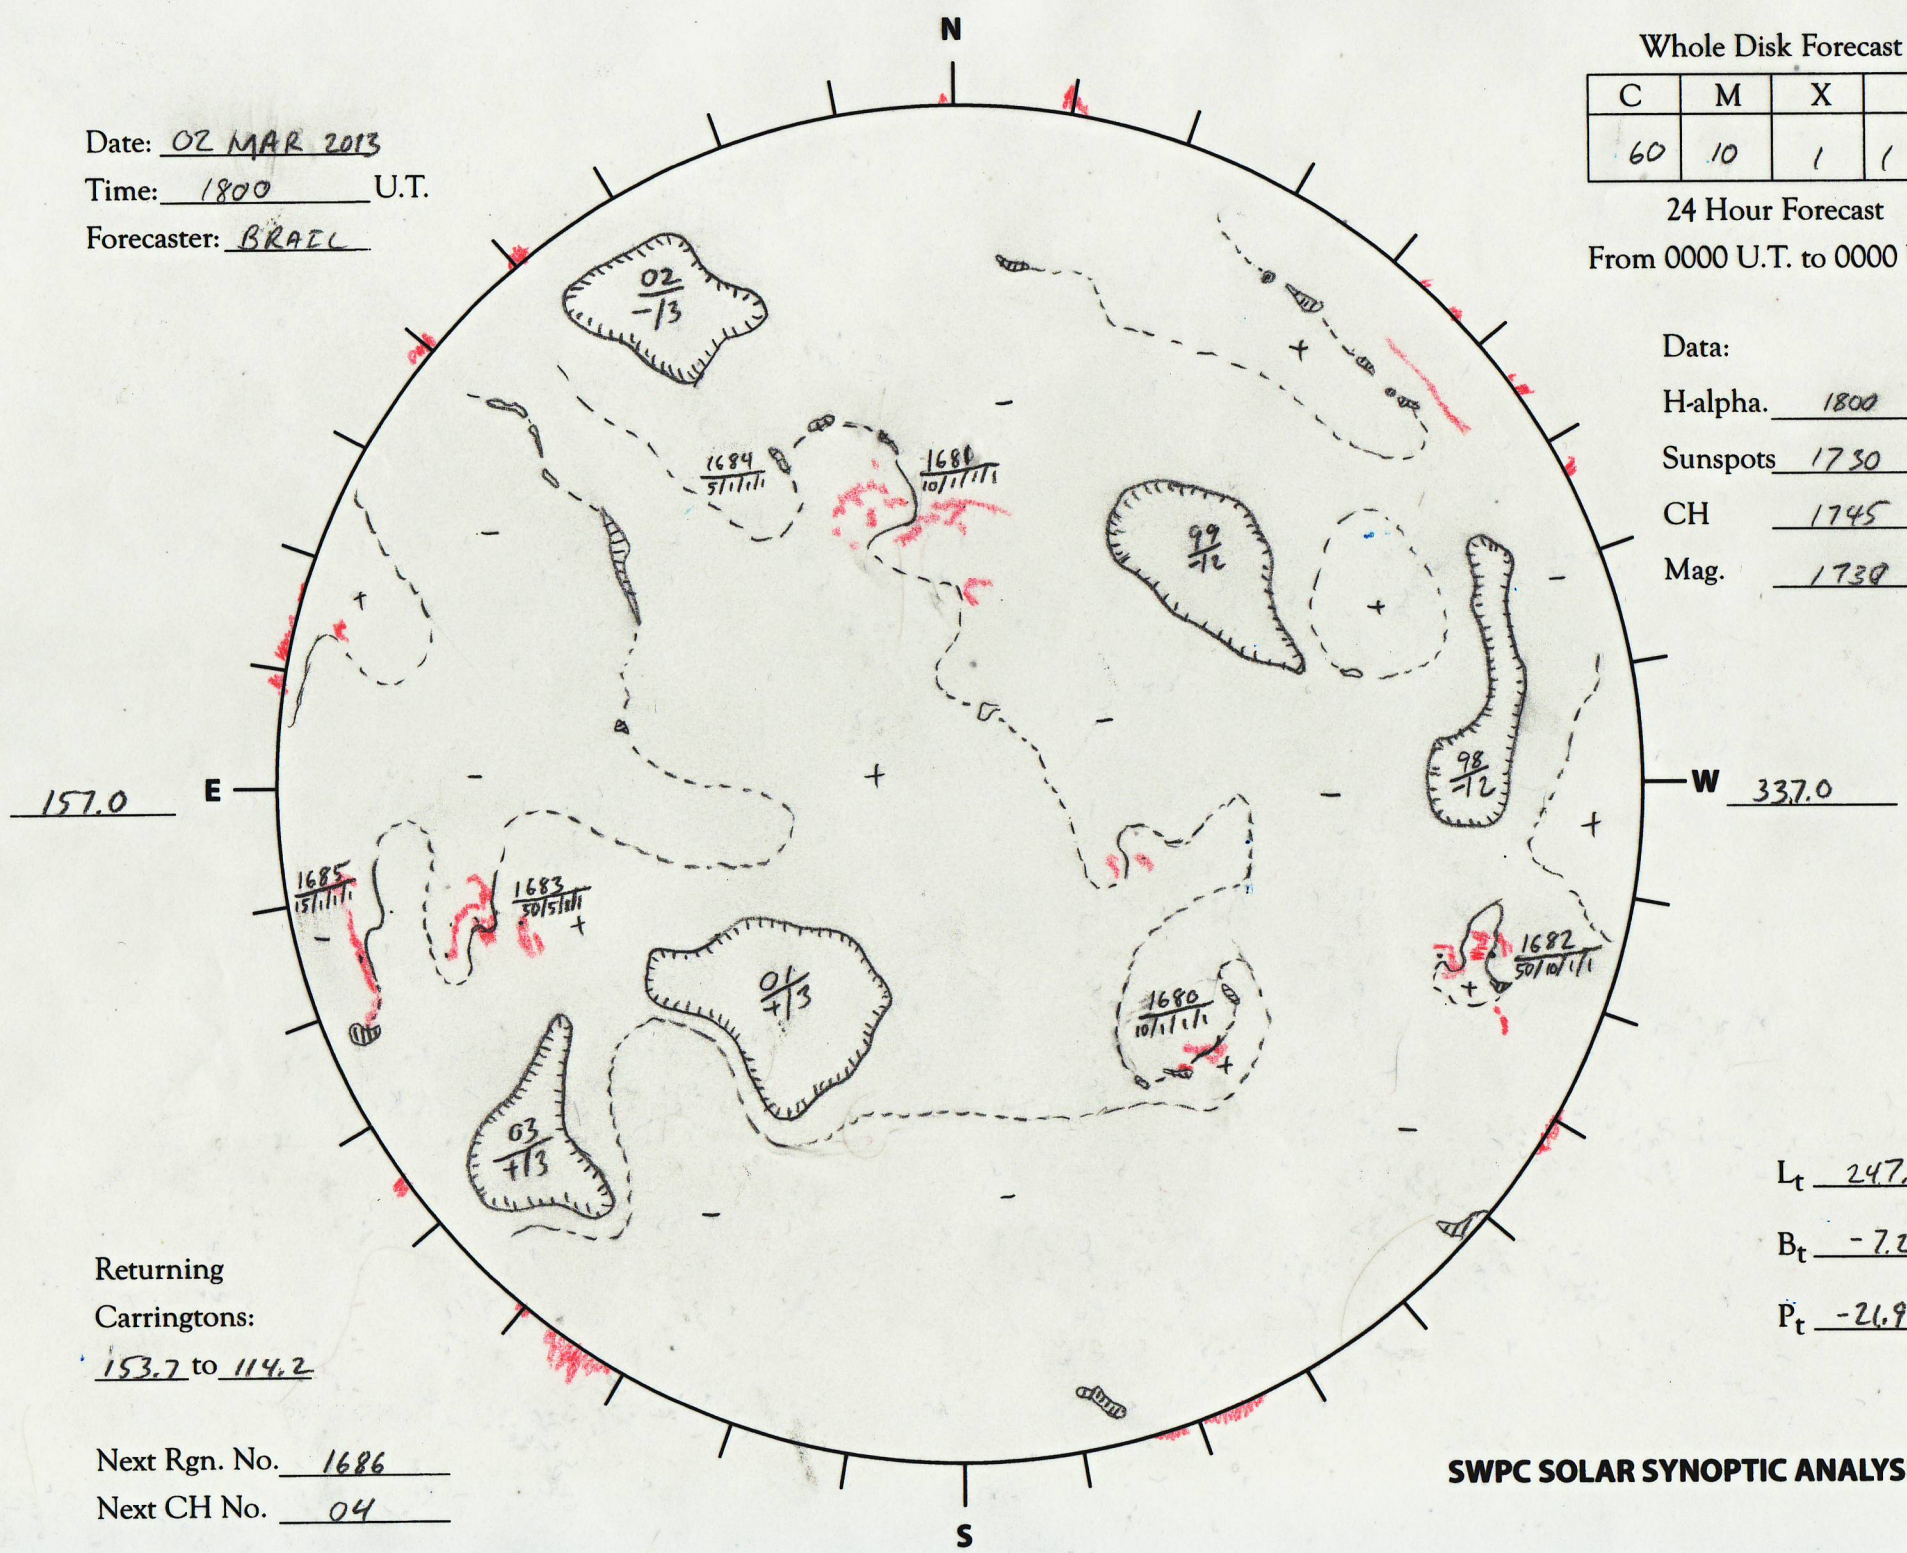 N
Whole Disk Forecast
C M X
60 10 1 1
24 Hour Forecast
From 0000 U.T. to 0000
Date: 02 MAR 2013
Time: 1800 U.T.
Forecaster: BRAIL
Data:
H-alpha. 1800
Sunspots 1730
CH 1745
Mag. 1730
02
-/3
+
-
1684
5/1/1/1
1681
10/1/1/1
-
99
-/2
+
+
-
-
-
+
-
98
-/2
157.0 E
W 337.0
+
1685
15/1/1/1
1683
50/5/1/1
+
-
1682
50/10/1/1
+
01
+/3
1680
10/1/1/1
+
03
+/3
-
-
-
Lt 247.
Bt -7.2
Pt -21.9
Returning
Carringtons:
153.7 to 114.2
Next Rgn. No. 1686
Next CH No. 04
SWPC SOLAR SYNOPTIC ANALYS
S